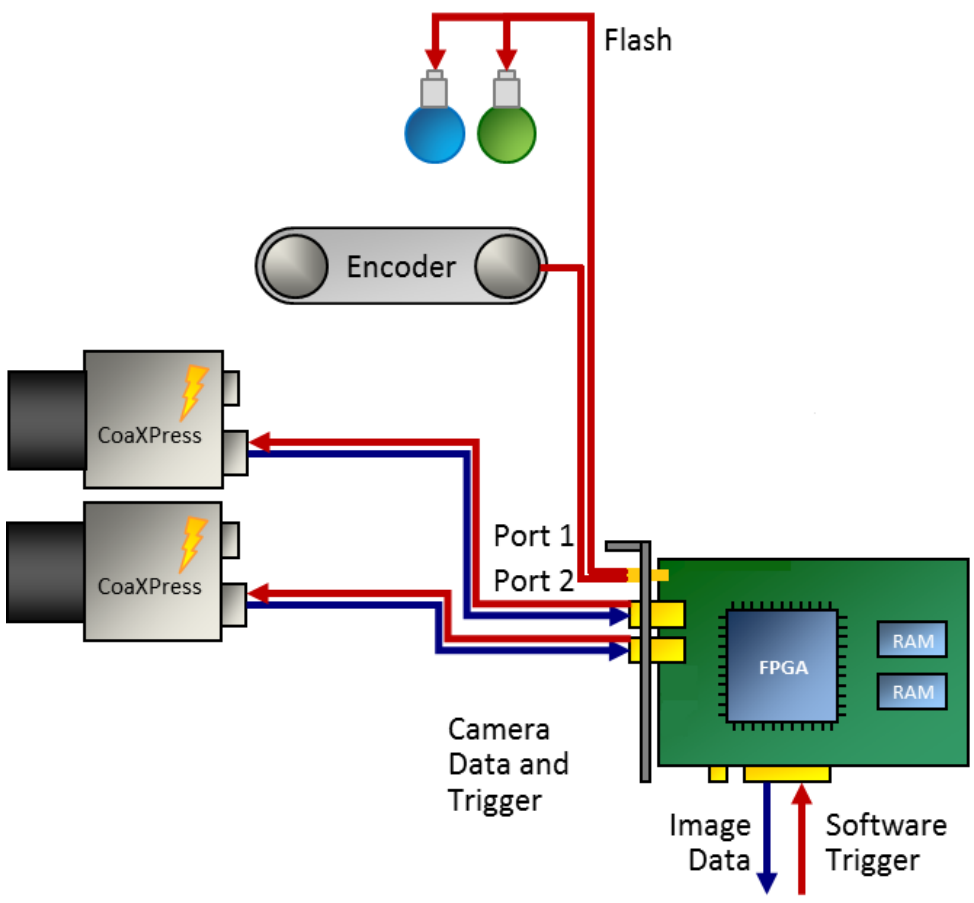 Flash
Encoder
CoaXPress
CoaXPress
Port 1
Port 2
FPGA
RAM
RAM
Camera
Data and
Trigger
Image
Data
Software
Trigger